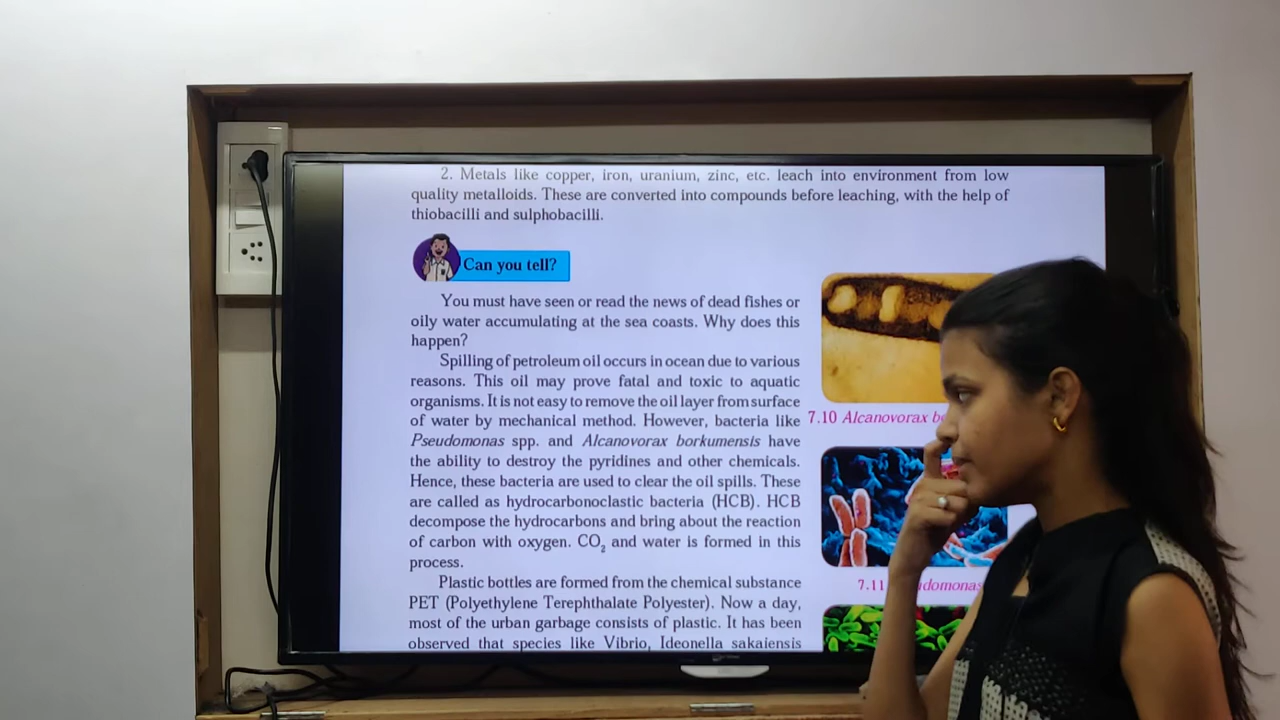 2. Metals like copper, iron, uranium, zinc, etc. leach into environment from low
quality metalloids. These are converted into compounds before leaching, with the help of
thiobacilli and sulphobacilli.
Can you tell?
You must have seen or read the news of dead fishes or
oily water accumulating at the sea coasts. Why does this
happen?
Spilling of petroleum oil occurs in ocean due to various
reasons. This oil may prove fatal and toxic to aquatic
organisms. It is not easy to remove the oil layer from surface
of water by mechanical method. However, bacteria like
Pseudomonas spp. and Alcanovorax borkumensis have
the ability to destroy the pyridines and other chemicals.
Hence, these bacteria are used to clear the oil spills. These
are called as hydrocarbonoclastic bacteria (HCB). HCB
decompose the hydrocarbons and bring about the reaction
of carbon with oxygen. CO₂ and water is formed in this
process.
Plastic bottles are formed from the chemical substance
PET (Polyethylene Terephthalate Polyester). Now a day,
most of the urban garbage consists of plastic. It has been
observed that species like Vibrio, Ideonella sakaiensis
7.10 Alcanovorax
7.11